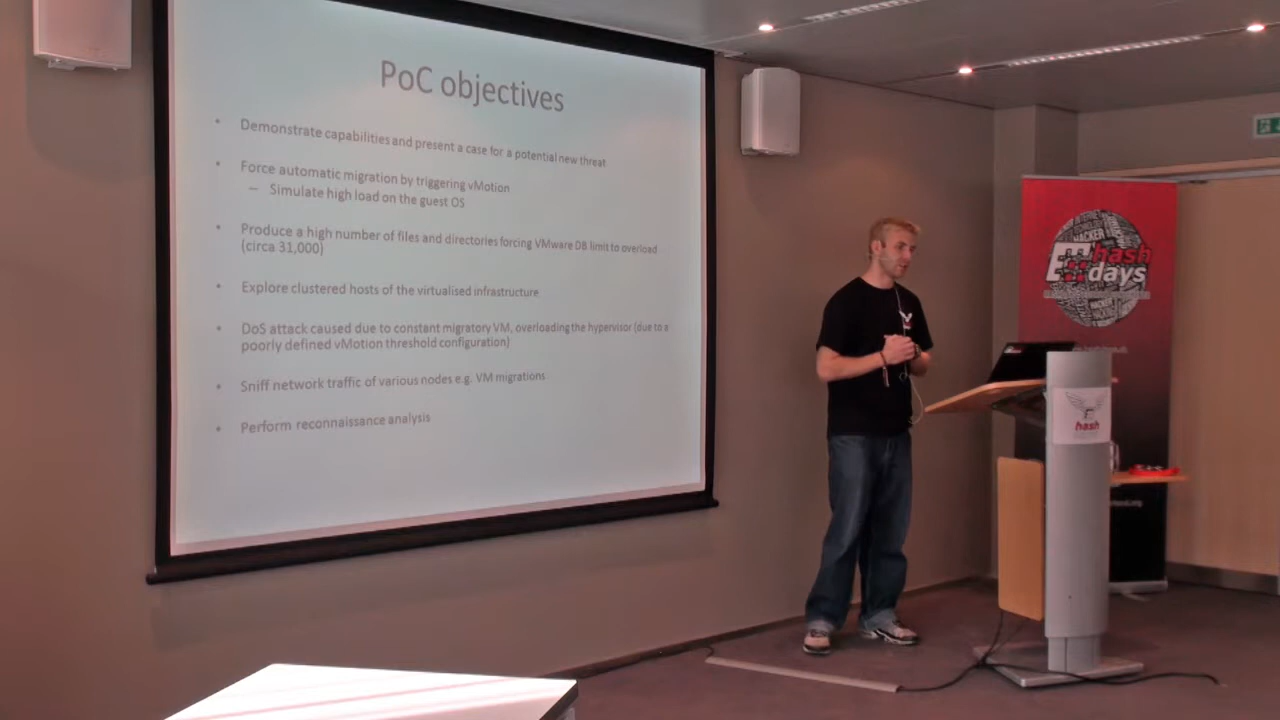 PoC objectives
• Demonstrate capabilities and present a case for a potential new threat
• Force automatic migration by triggering vMotion
– Simulate high load on the guest OS
• Produce a high number of files and directories forcing VMware DB limit to overload
(circa 31,000)
• Explore clustered hosts of the virtualised infrastructure
• DoS attack caused due to constant migratory VM, overloading the hypervisor (due to a
poorly defined vMotion threshold configuration)
• Sniff network traffic of various nodes e.g. VM migrations
• Perform reconnaissance analysis
HACKER
hash
days
hash